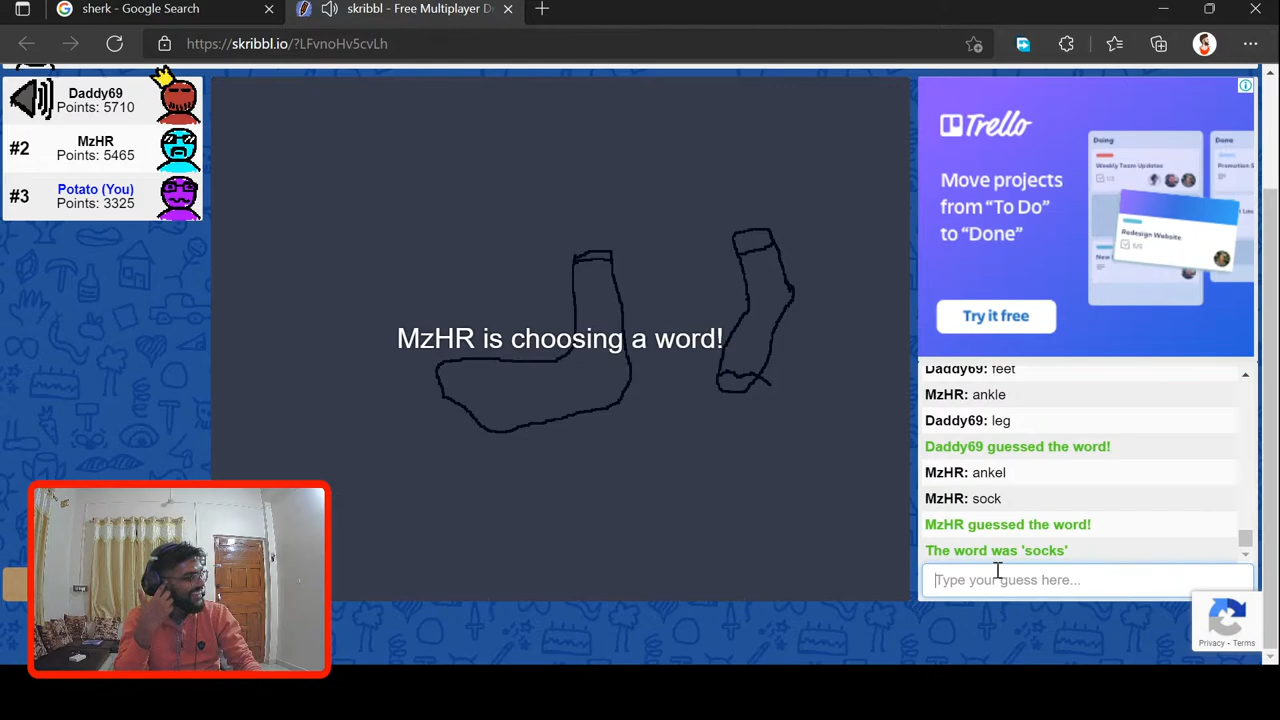 sherk - Google Search
skribbl - Free Multiplayer D
https://skribbl.io/?LFvnoHv5cvLh
Daddy69
Points: 5710
#2
MzHR
Points: 5465
#3
Potato (You)
Points: 3325
MzHR is choosing a word!
Trello
Move projects
from “To Do”
to “Done”
Try it free
Doing
Weekly Team Updates
Done
Redesign Website
Daddy69: feet
MzHR: ankle
Daddy69: leg
Daddy69 guessed the word!
MzHR: ankel
MzHR: sock
MzHR guessed the word!
The word was 'socks'
Type your guess here...
Privacy - Terms